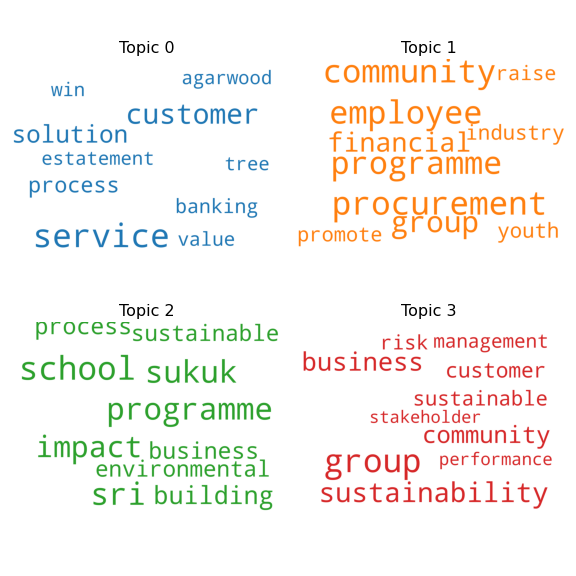 Topic 0
agarwood
win
customer
solution
estatement
tree
process
banking
service
value
Topic 1
community
raise
employee
industry
financial
programme
procurement
group
youth
promote
Topic 2
process
sustainable
school
sukuk
programme
impact
business
environmental
sri
building
Topic 3
risk
management
business
customer
sustainable
stakeholder
community
group
performance
sustainability